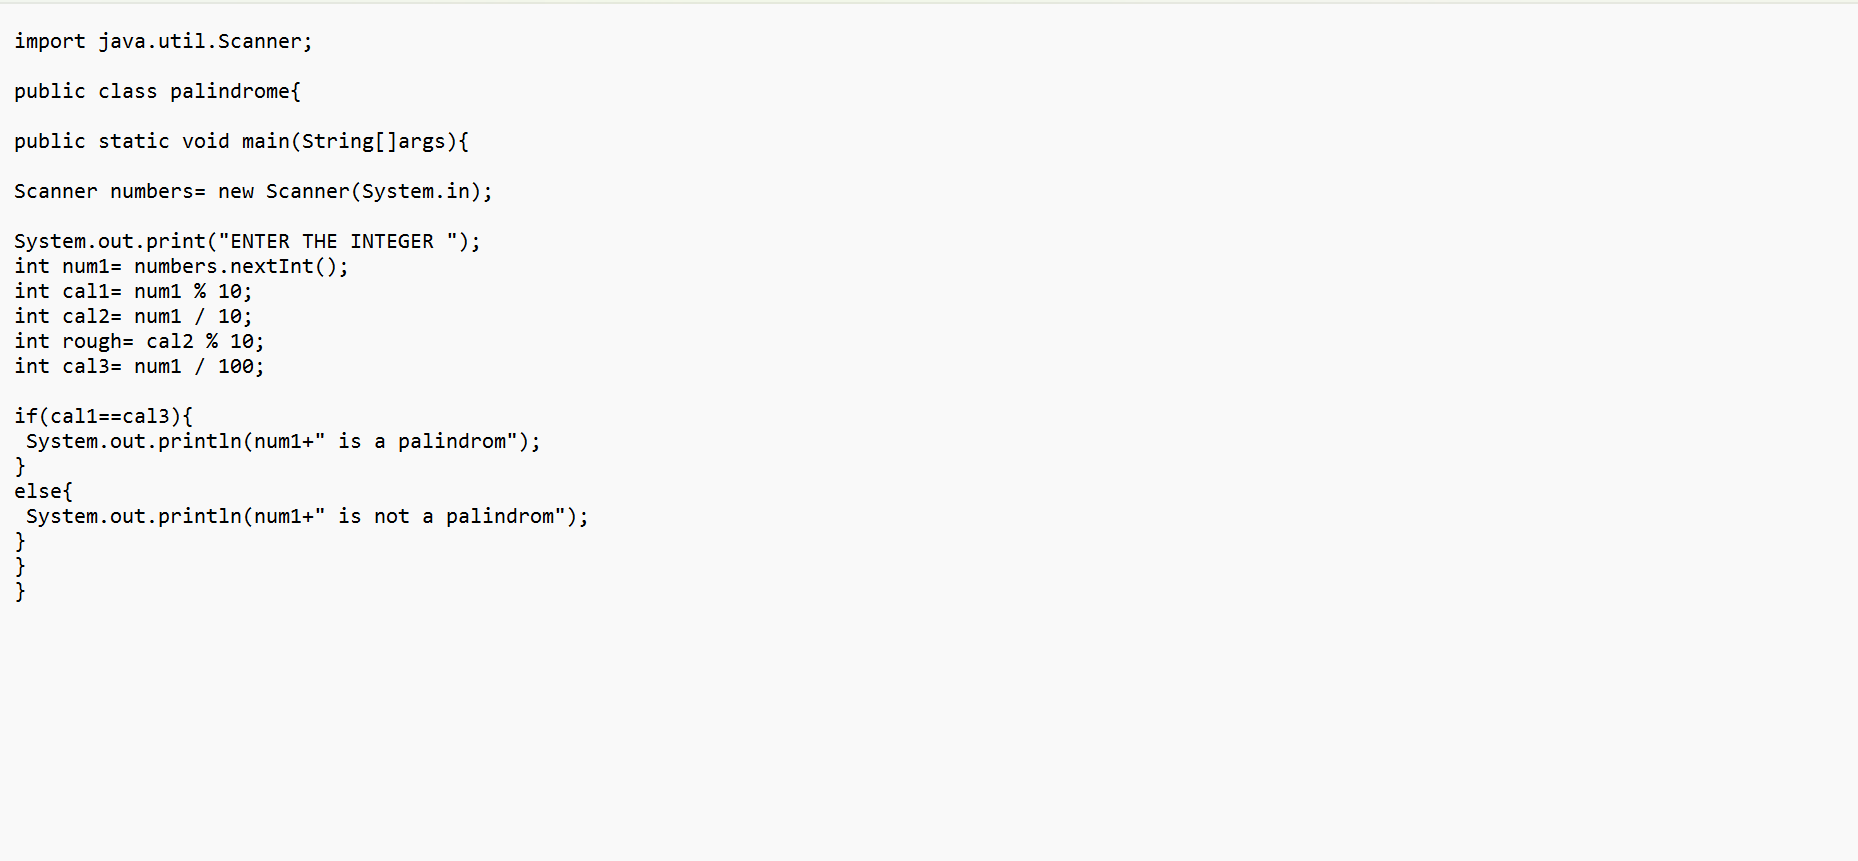 import java.util.Scanner;
public class palindrome{
public static void main(String[]args){
Scanner numbers= new Scanner(System.in);
System.out.print("ENTER THE INTEGER ");
int num1= numbers.nextInt();
int cal1= num1 % 10;
int cal2= num1 / 10;
int rough= cal2 % 10;
int cal3= num1 / 100;
if(cal1==cal3){
 System.out.println(num1+" is a palindrom");
}
else{
 System.out.println(num1+" is not a palindrom");
}
}
}